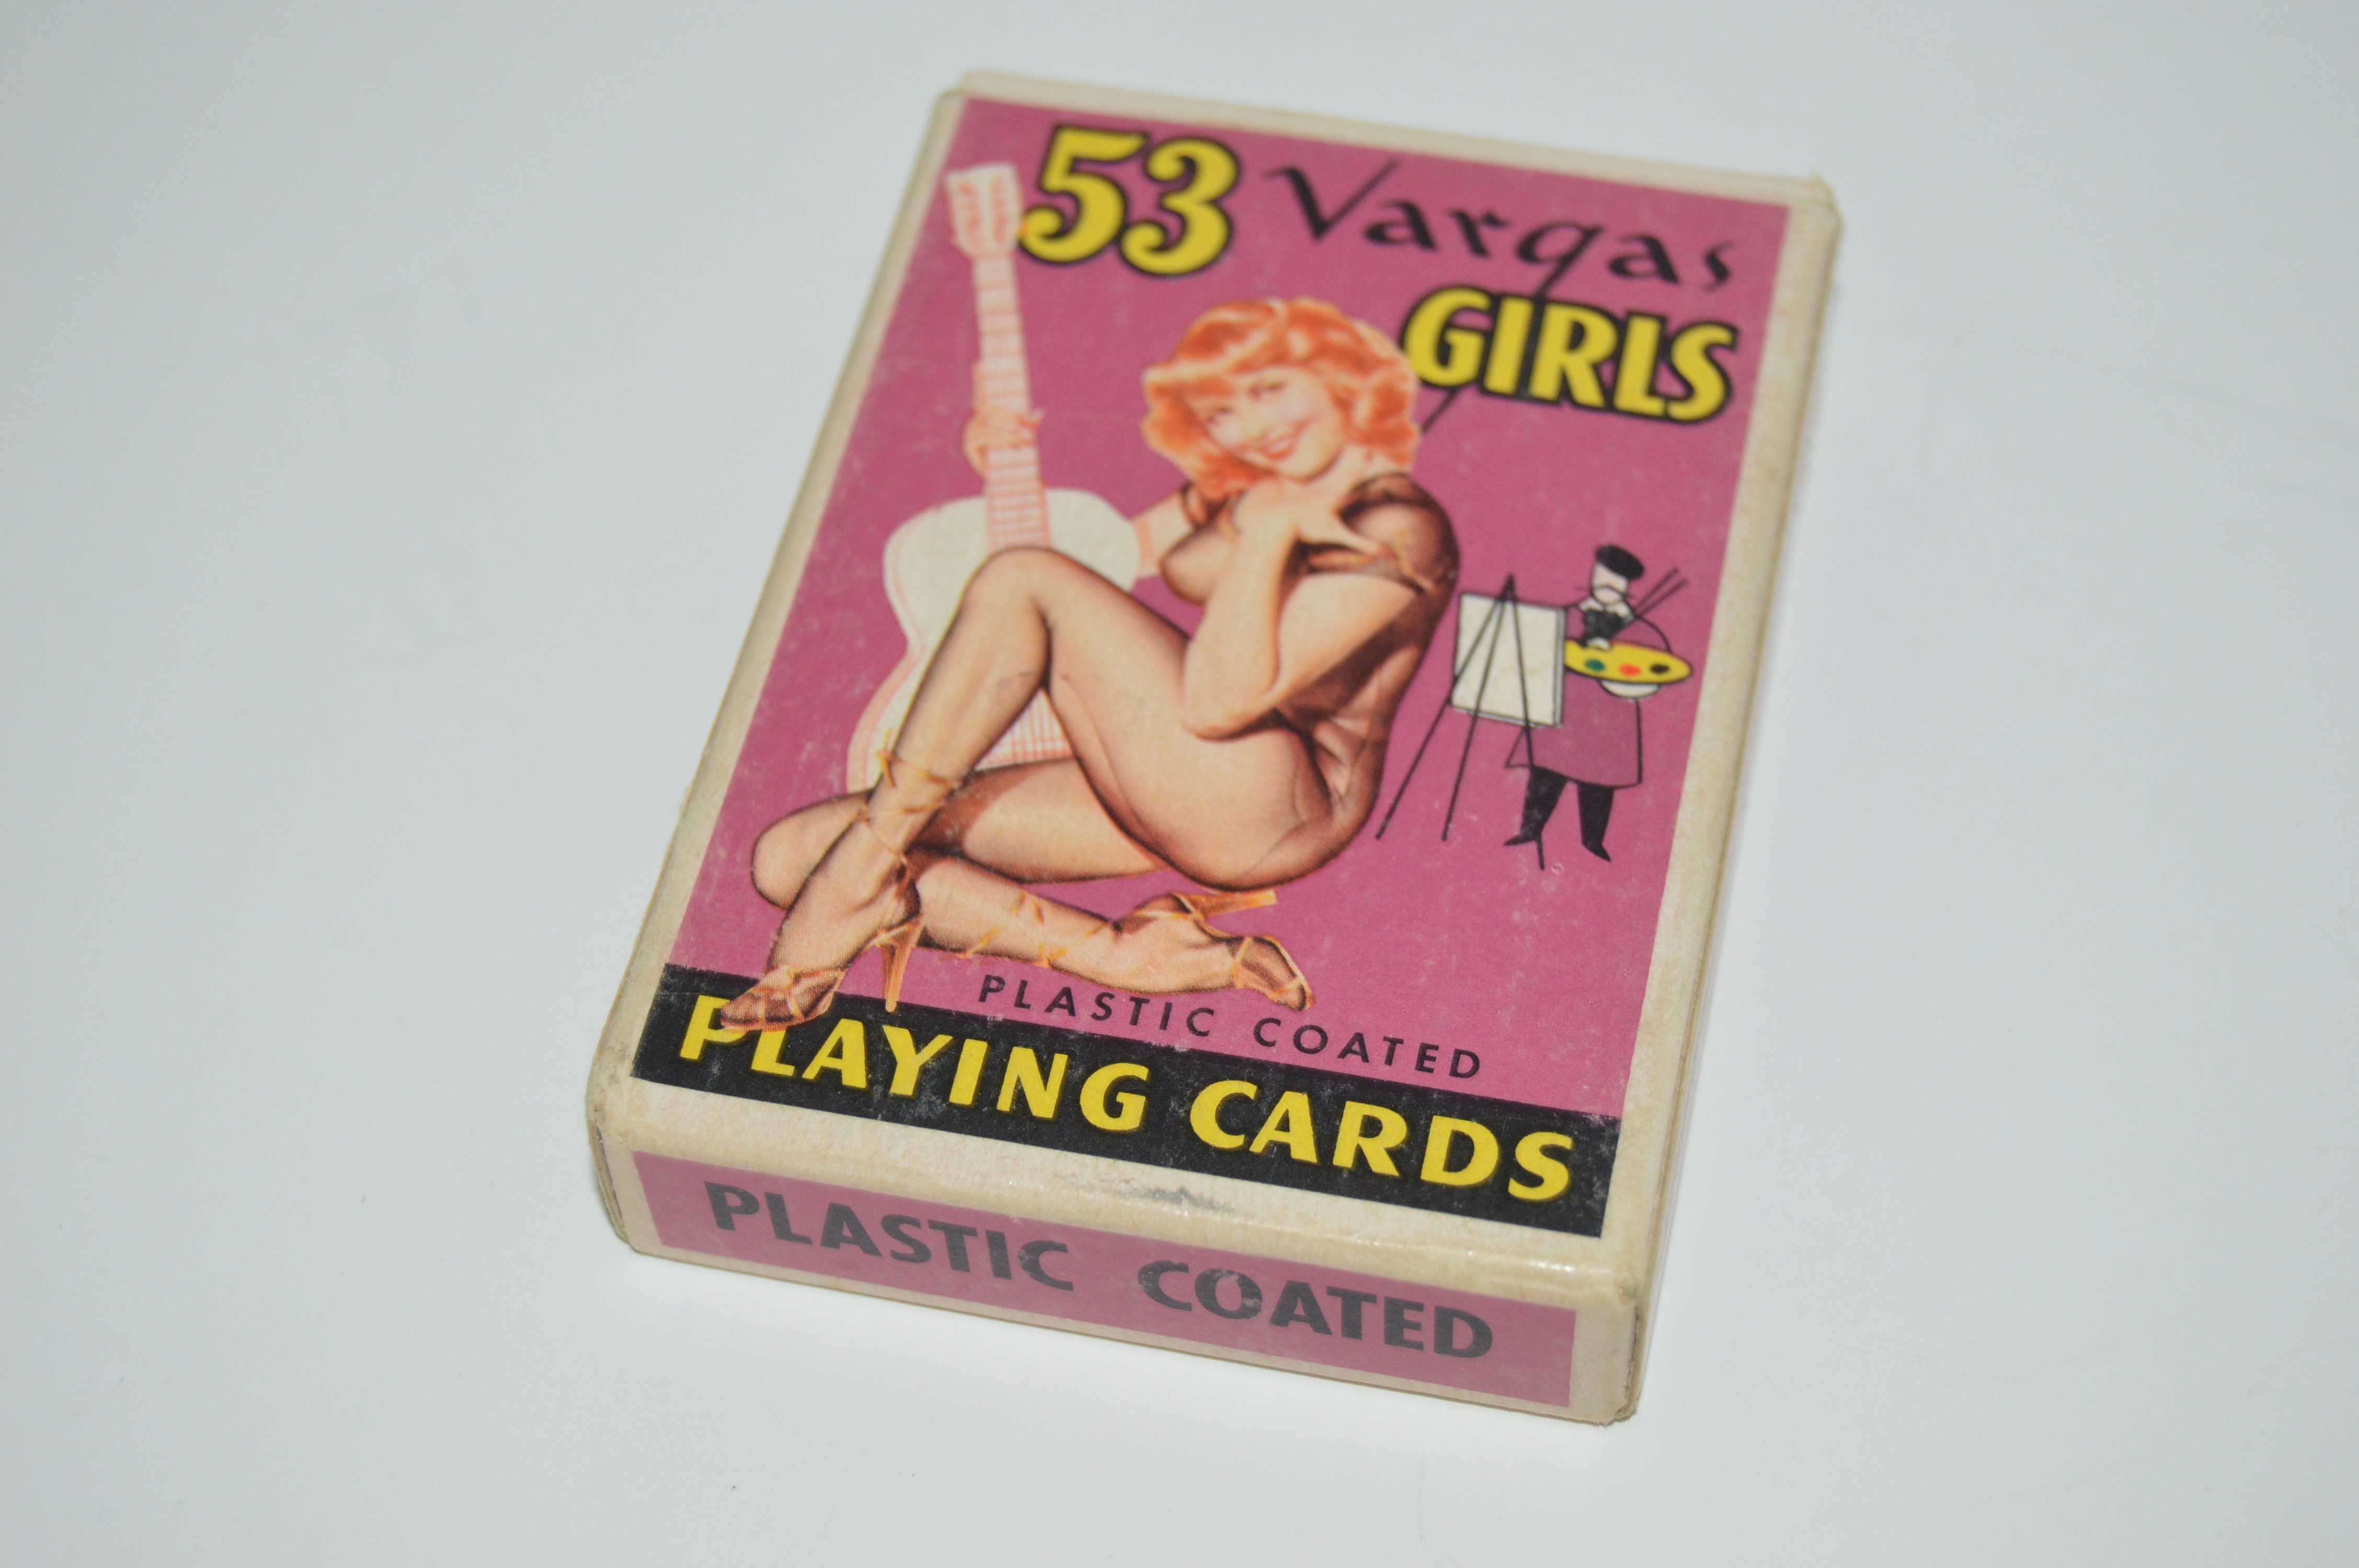 53 Vargas
GIRLS
PLASTIC COATED
PLAYING CARDS
PLASTIC COATED